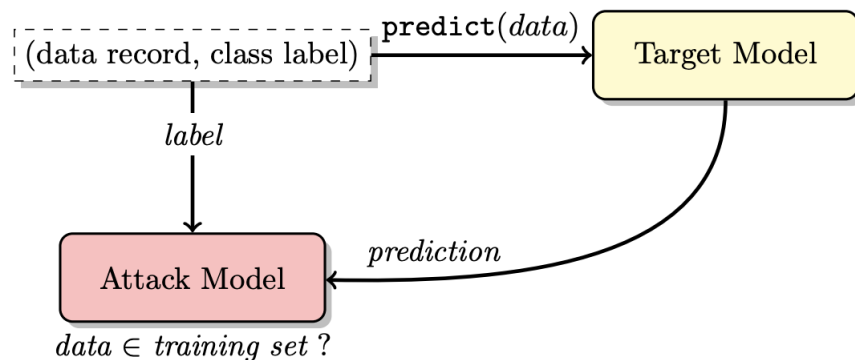 predict(data)
(data record, class label)
Target Model
label
prediction
Attack Model
data ∈ training set ?